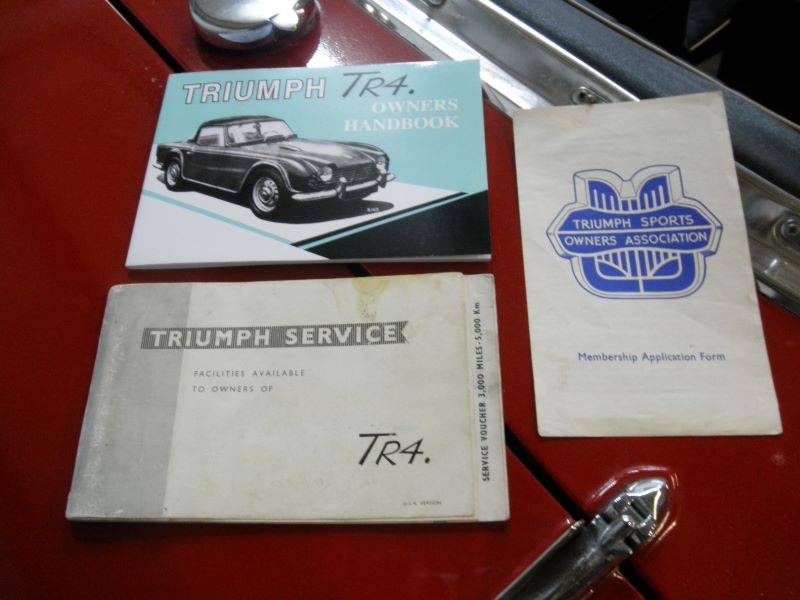 TRIUMPH TR4.
OWNERS
HANDBOOK
TRIUMPH SPORTS
OWNERS ASSOCIATION
Membership Application Form
TRIUMPH SERVICE
FACILITIES AVAILABLE
TO OWNERS OF
TR4.
U.S.A. VERSION
SERVICE VOUCHER 3,000 MILES - 5,000 Km